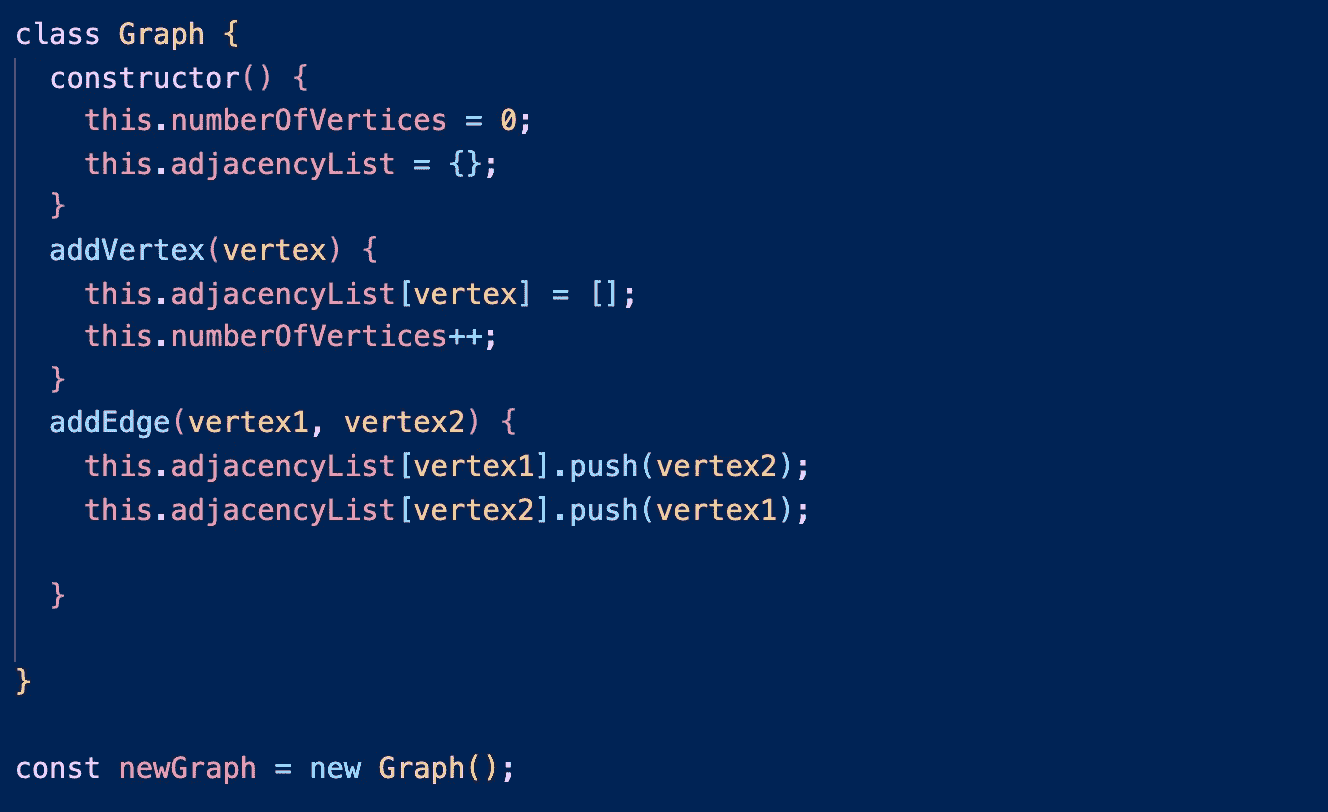 class Graph {
  constructor() {
    this.numberOfVertices = 0;
    this.adjacencyList = {};
  }
  addVertex(vertex) {
    this.adjacencyList[vertex] = [];
    this.numberOfVertices++;
  }
  addEdge(vertex1, vertex2) {
    this.adjacencyList[vertex1].push(vertex2);
    this.adjacencyList[vertex2].push(vertex1);
  }
}
const newGraph = new Graph();